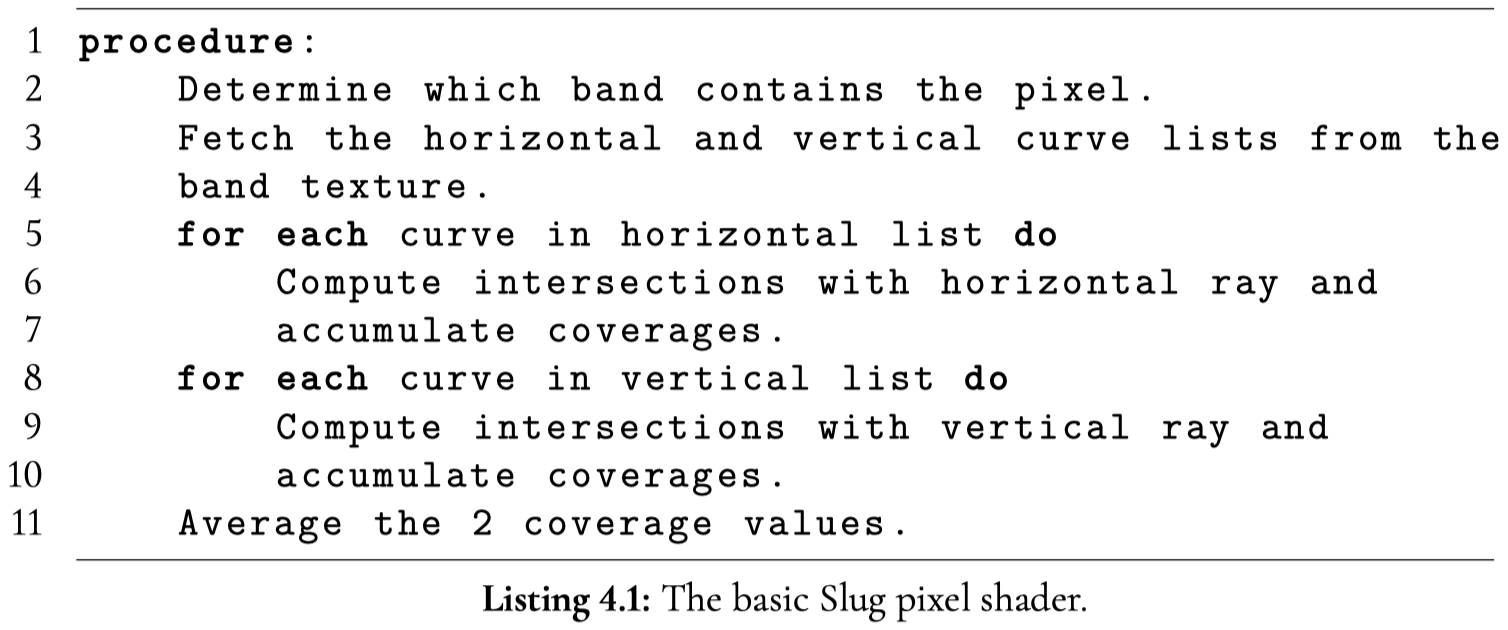 1 procedure:
2 Determine which band contains the pixel.
3 Fetch the horizontal and vertical curve lists from the
4 band texture.
5 for each curve in horizontal list do
6 Compute intersections with horizontal ray and
7 accumulate coverages.
8 for each curve in vertical list do
9 Compute intersections with vertical ray and
10 accumulate coverages.
11 Average the 2 coverage values.
Listing 4.1: The basic Slug pixel shader.